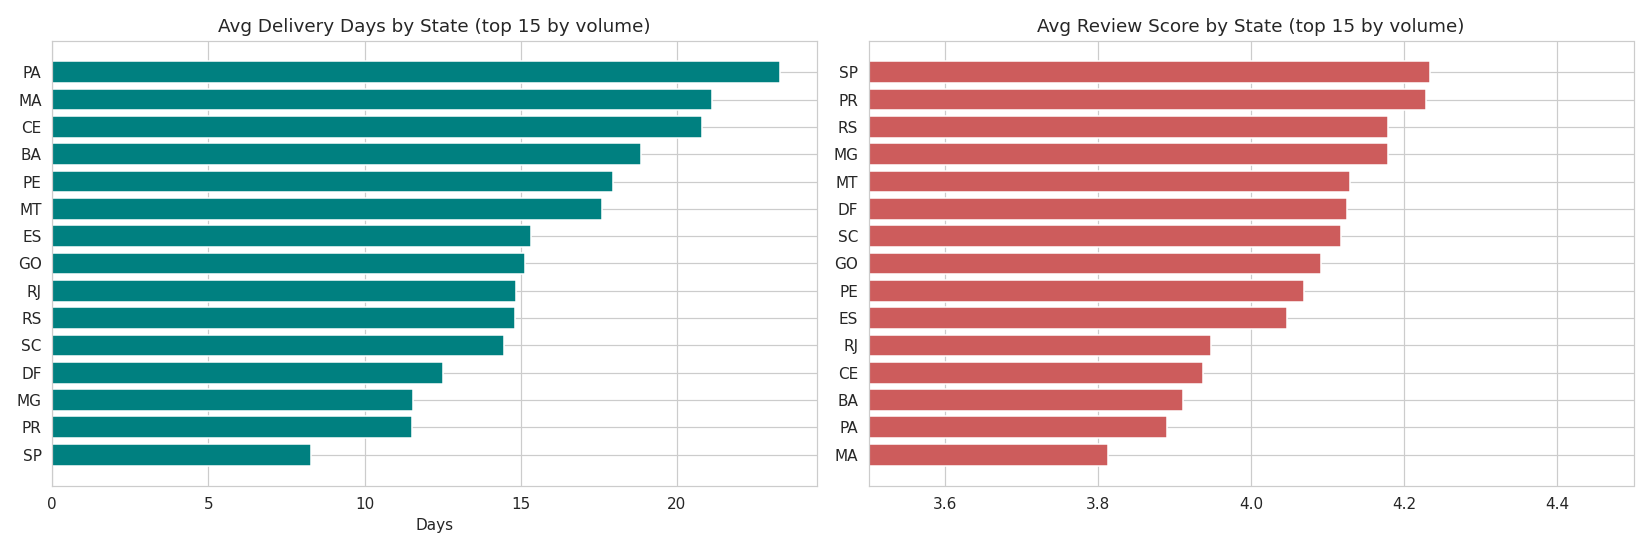 Avg Delivery Days by State (top 15 by volume)
PA
MA
CE
BA
PE
MT
ES
GO
RJ
RS
SC
DF
MG
PR
SP
0 5 10 15 20
Days
Avg Review Score by State (top 15 by volume)
SP
PR
RS
MG
MT
DF
SC
GO
PE
ES
RJ
CE
BA
PA
MA
3.6 3.8 4.0 4.2 4.4